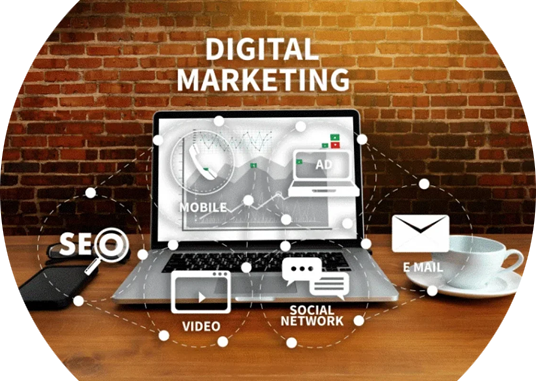 DIGITAL
MARKETING
AD
MOBILE
SEO
E MAIL
VIDEO
SOCIAL
NETWORK